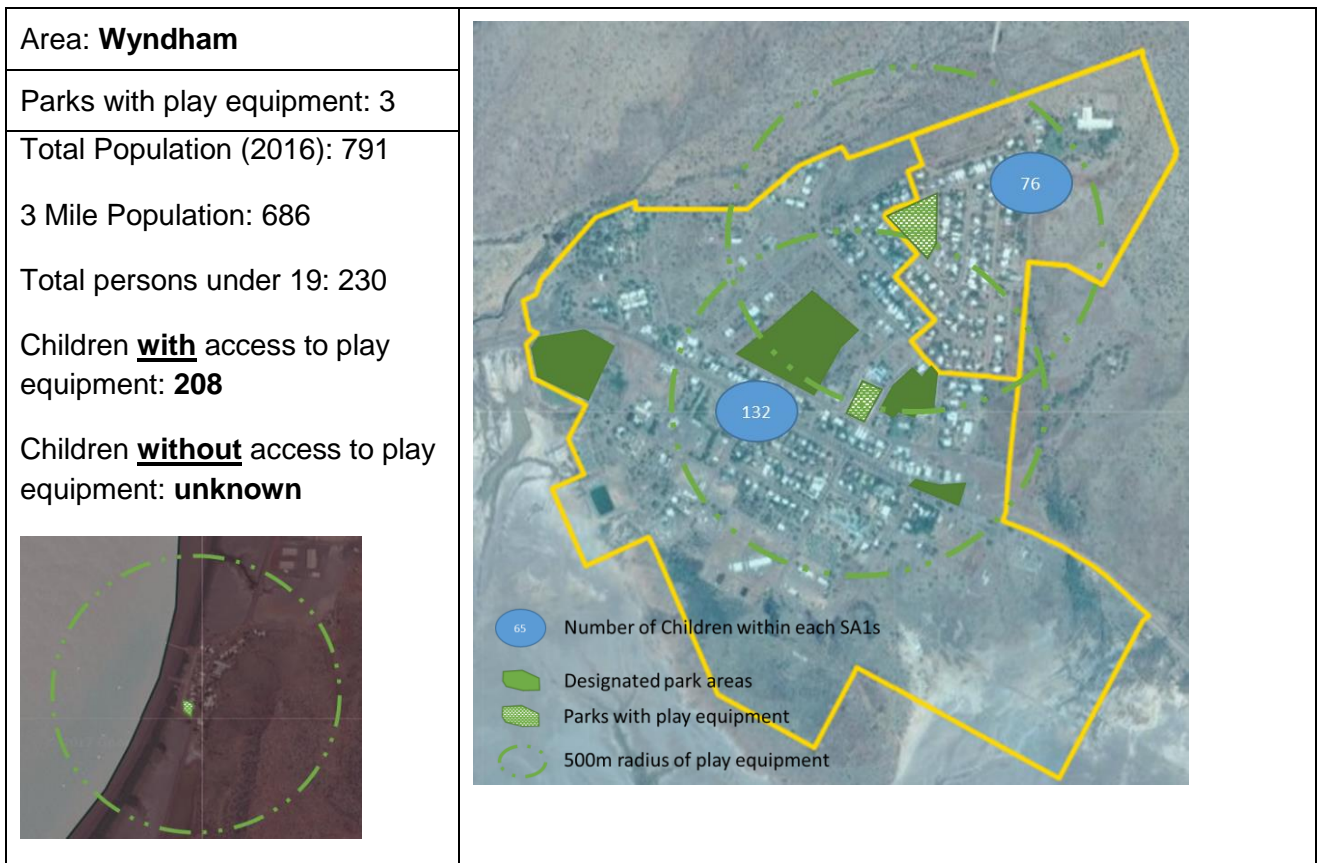 Area: Wyndham
Parks with play equipment: 3
Total Population (2016): 791
3 Mile Population: 686
Total persons under 19: 230
Children with access to play
equipment: 208
Children without access to play
equipment: unknown
76
132
65 Number of Children within each SA1s
Designated park areas
Parks with play equipment
500m radius of play equipment